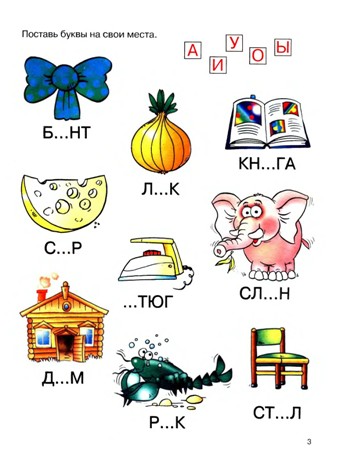 Поставь буквы на свои места.
А У И О Ы
Б...НТ
Л...К
КН...ГА
С...Р
...ТЮГ
СЛ...Н
Д...М
Р...К
СТ...Л
3